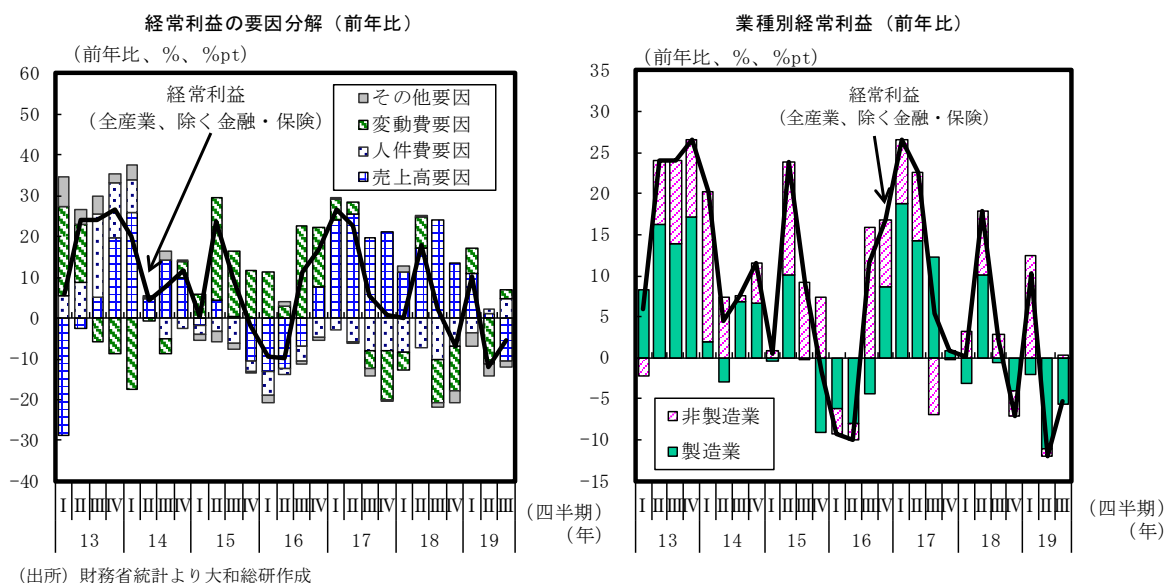 経常利益の要因分解（前年比）
（前年比、%、%pt）
60
50
40
30
20
10
0
-10
-20
-30
-40
経常利益
（全産業、除く金融・保険）
その他要因
変動費要因
人件費要因
売上高要因
Ⅰ Ⅱ Ⅲ Ⅳ Ⅰ Ⅱ Ⅲ Ⅳ Ⅰ Ⅱ Ⅲ Ⅳ Ⅰ Ⅱ Ⅲ Ⅳ Ⅰ Ⅱ Ⅲ Ⅳ Ⅰ Ⅱ Ⅲ Ⅳ Ⅰ Ⅱ Ⅲ
（四半期）
13 14 15 16 17 18 19
（年）
業種別経常利益（前年比）
（前年比、%、%pt）
35
30
25
20
15
10
5
0
-5
-10
-15
経常利益
（全産業、除く金融・保険）
非製造業
製造業
Ⅰ Ⅱ Ⅲ Ⅳ Ⅰ Ⅱ Ⅲ Ⅳ Ⅰ Ⅱ Ⅲ Ⅳ Ⅰ Ⅱ Ⅲ Ⅳ Ⅰ Ⅱ Ⅲ Ⅳ Ⅰ Ⅱ Ⅲ Ⅳ Ⅰ Ⅱ Ⅲ
（四半期）
13 14 15 16 17 18 19
（年）
（出所）財務省統計より大和総研作成